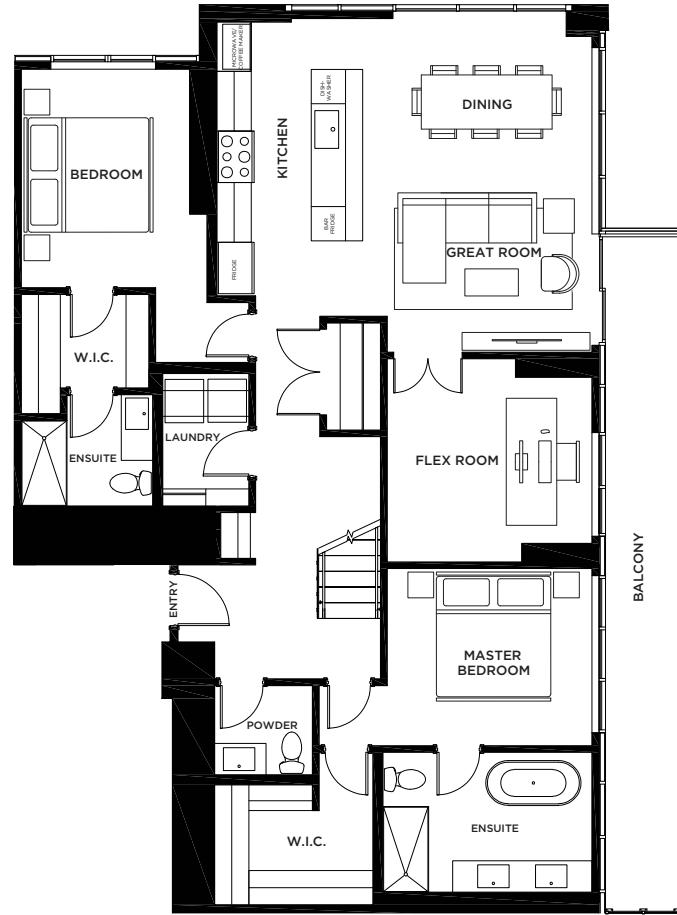 MICROWAVE/
COFFEE MAKER
DISH-
WASHER
DINING
KITCHEN
BEDROOM
BAR
FRIDGE
GREAT ROOM
FRIDGE
W.I.C.
LAUNDRY
ENSUITE
FLEX ROOM
BALCONY
ENTRY
MASTER
BEDROOM
POWDER
ENSUITE
W.I.C.